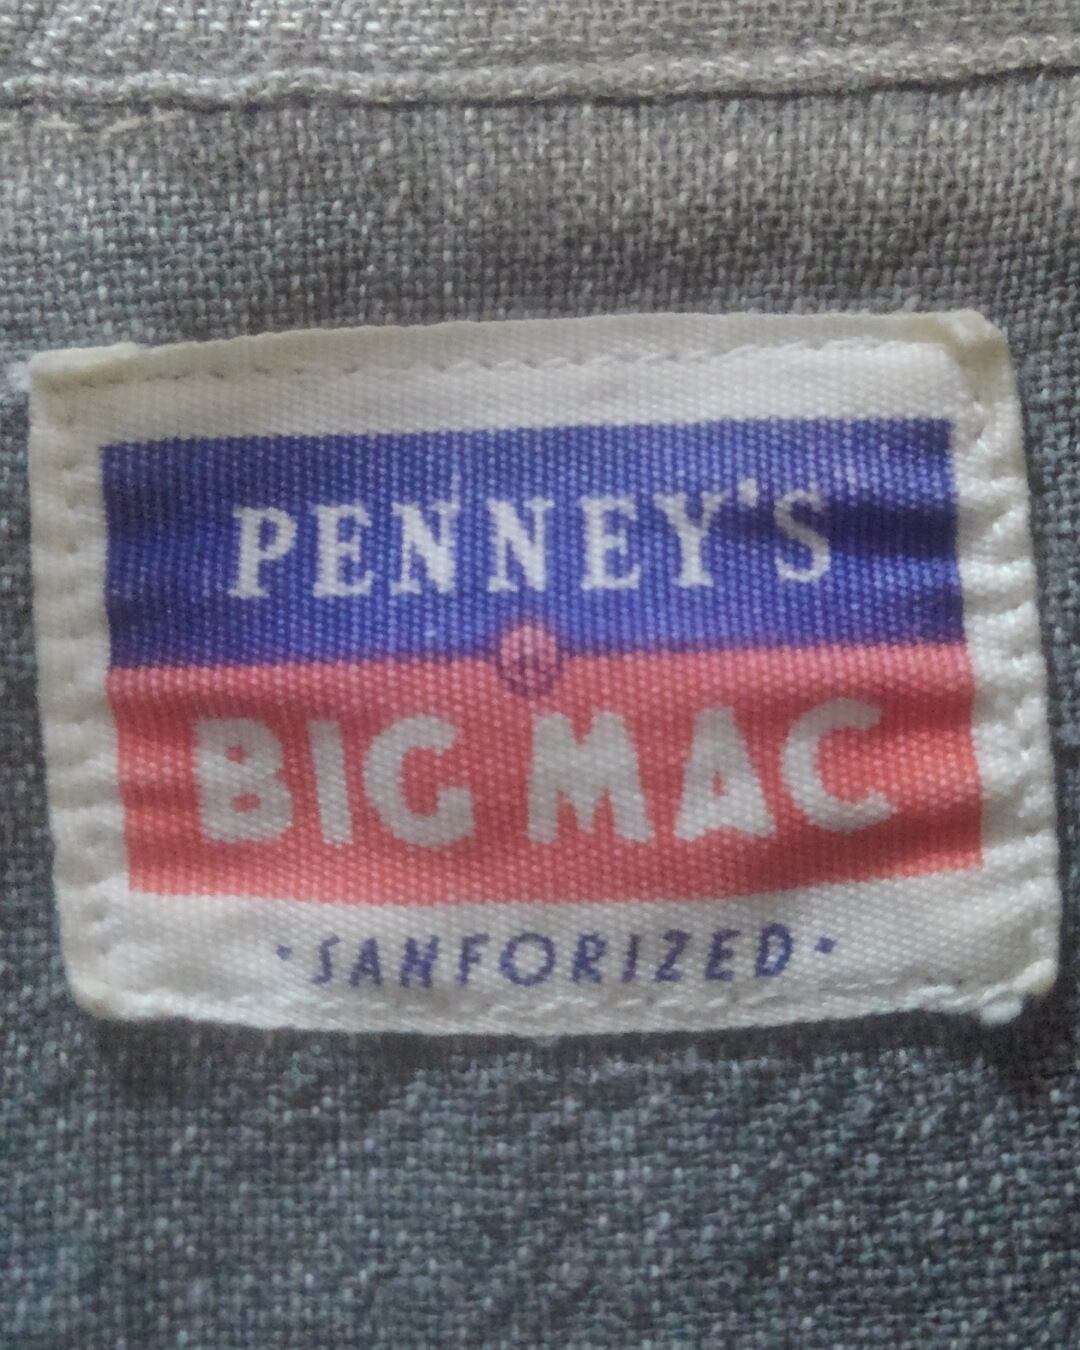 PENNEY'S
BIG MAC
·SANFORIZED·